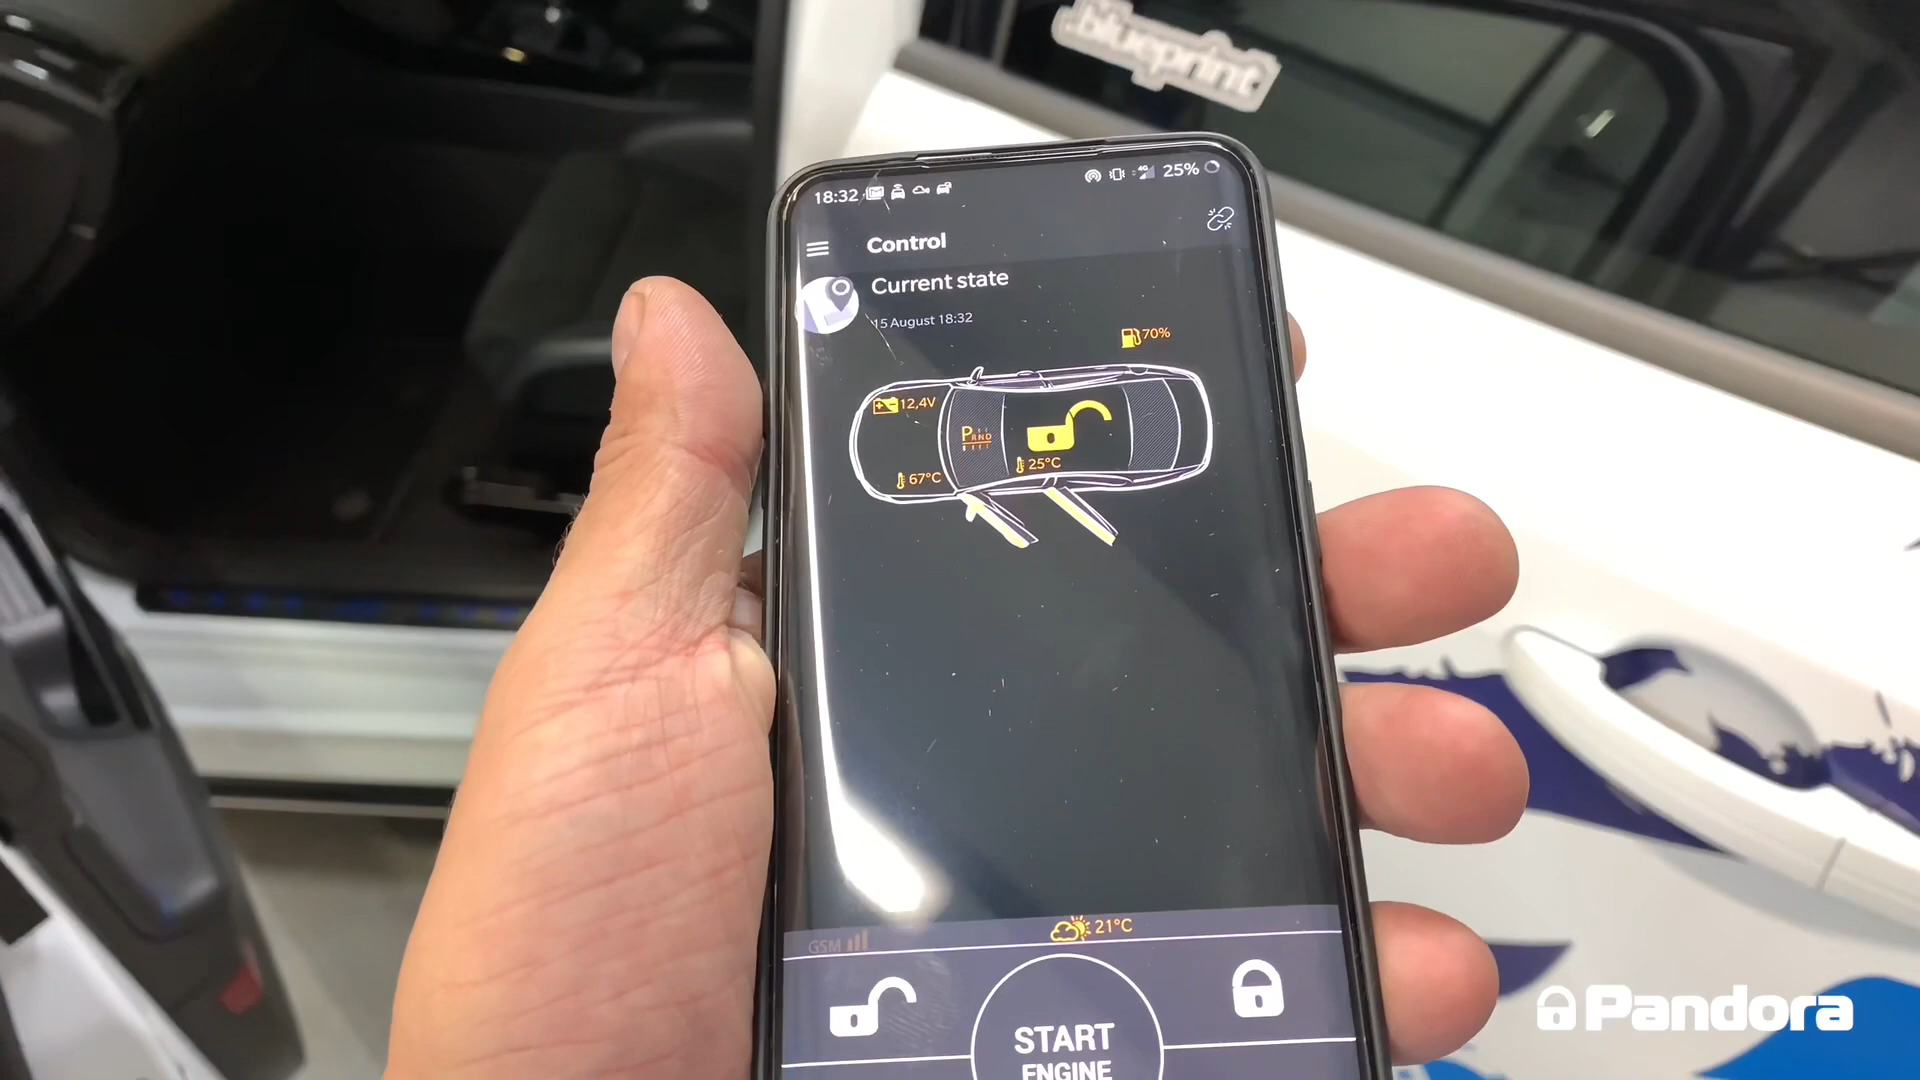 .blueprint
18:32
25%
Control
Current state
15 August 18:32
70%
12,4V
PRND
67°C
25°C
GSM
21°C
START
ENGINE
Pandora